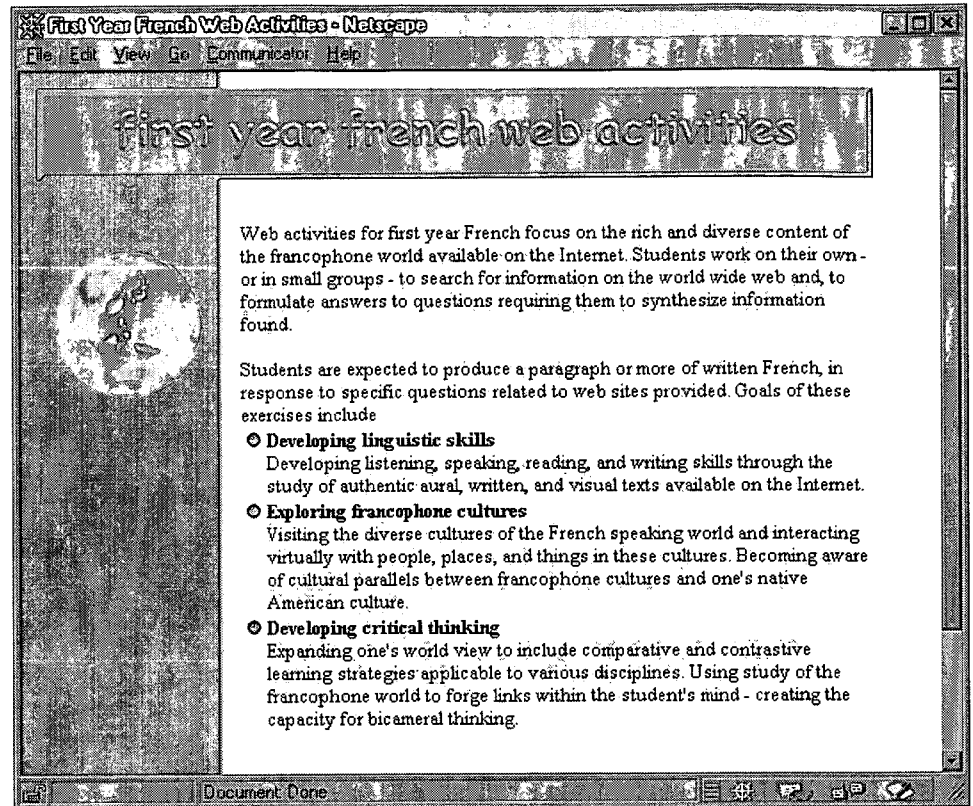 First Year French Web Activities - Netscape
File Edit View Go Communicator Help
first year french web activities
Web activities for first year French focus on the rich and diverse content of
the francophone world available on the Internet. Students work on their own -
or in small groups - to search for information on the world wide web and, to
formulate answers to questions requiring them to synthesize information
found.
Students are expected to produce a paragraph or more of written French, in
response to specific questions related to web sites provided. Goals of these
exercises include
Developing linguistic skills
Developing listening, speaking, reading, and writing skills through the
study of authentic aural, written, and visual texts available on the Internet.
Exploring francophone cultures
Visiting the diverse cultures of the French speaking world and interacting
virtually with people, places, and things in these cultures. Becoming aware
of cultural parallels between francophone cultures and one's native
American culture.
Developing critical thinking
Expanding one's world view to include comparative and contrastive
learning strategies applicable to various disciplines. Using study of the
francophone world to forge links within the student's mind - creating the
capacity for bicameral thinking.
Document Done